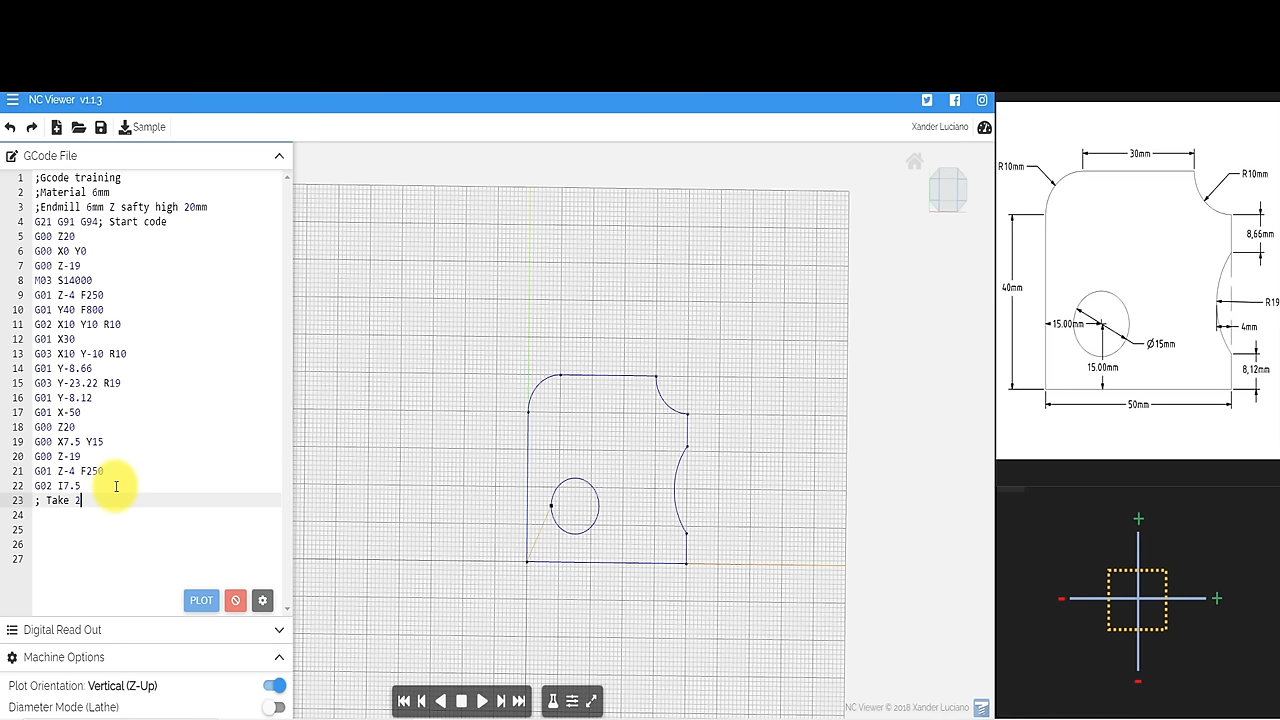 NC Viewer v1.1.3
Sample
Xander Luciano
GCode File
1 ;Gcode training
2 ;Material 6mm
3 ;Endmill 6mm Z safty high 20mm
4 G21 G91 G94; Start code
5 G00 Z20
6 G00 X0 Y0
7 G00 Z-19
8 M03 S14000
9 G01 Z-4 F250
10 G01 Y40 F800
11 G02 X10 Y10 R10
12 G01 X30
13 G03 X10 Y-10 R10
14 G01 Y-8.66
15 G03 Y-23.22 R19
16 G01 Y-8.12
17 G01 X-50
18 G00 Z20
19 G00 X7.5 Y15
20 G00 Z-19
21 G01 Z-4 F250
22 G02 I7.5
23 ; Take 2
24
25
26
27
PLOT
Digital Read Out
Machine Options
Plot Orientation: Vertical (Z-Up)
Diameter Mode (Lathe)
NC Viewer © 2018 Xander Luciano
30mm
R10mm
R10mm
8,66mm
40mm
R19
15.00mm
4mm
Ø15mm
15.00mm
8,12mm
50mm
+
- +
-